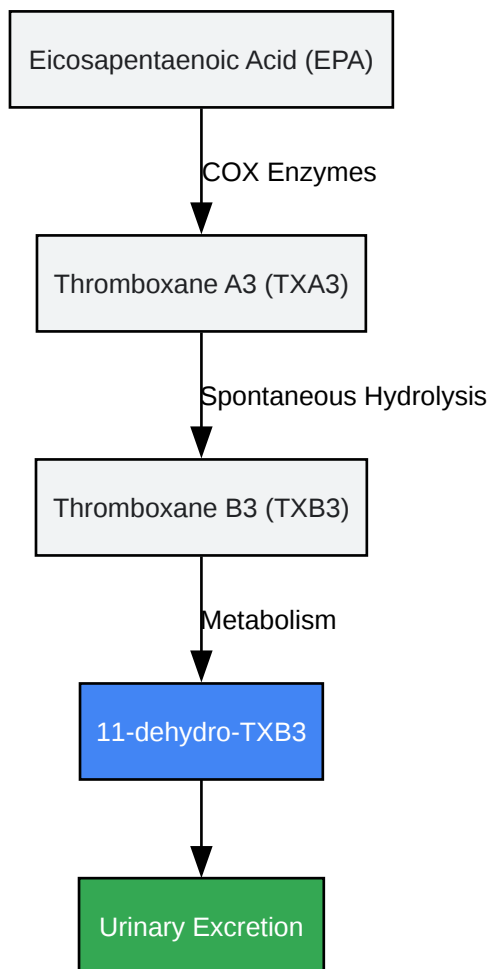 Eicosapentaenoic Acid (EPA)
COX Enzymes
Thromboxane A3 (TXA3)
Spontaneous Hydrolysis
Thromboxane B3 (TXB3)
Metabolism
11-dehydro-TXB3
Urinary Excretion